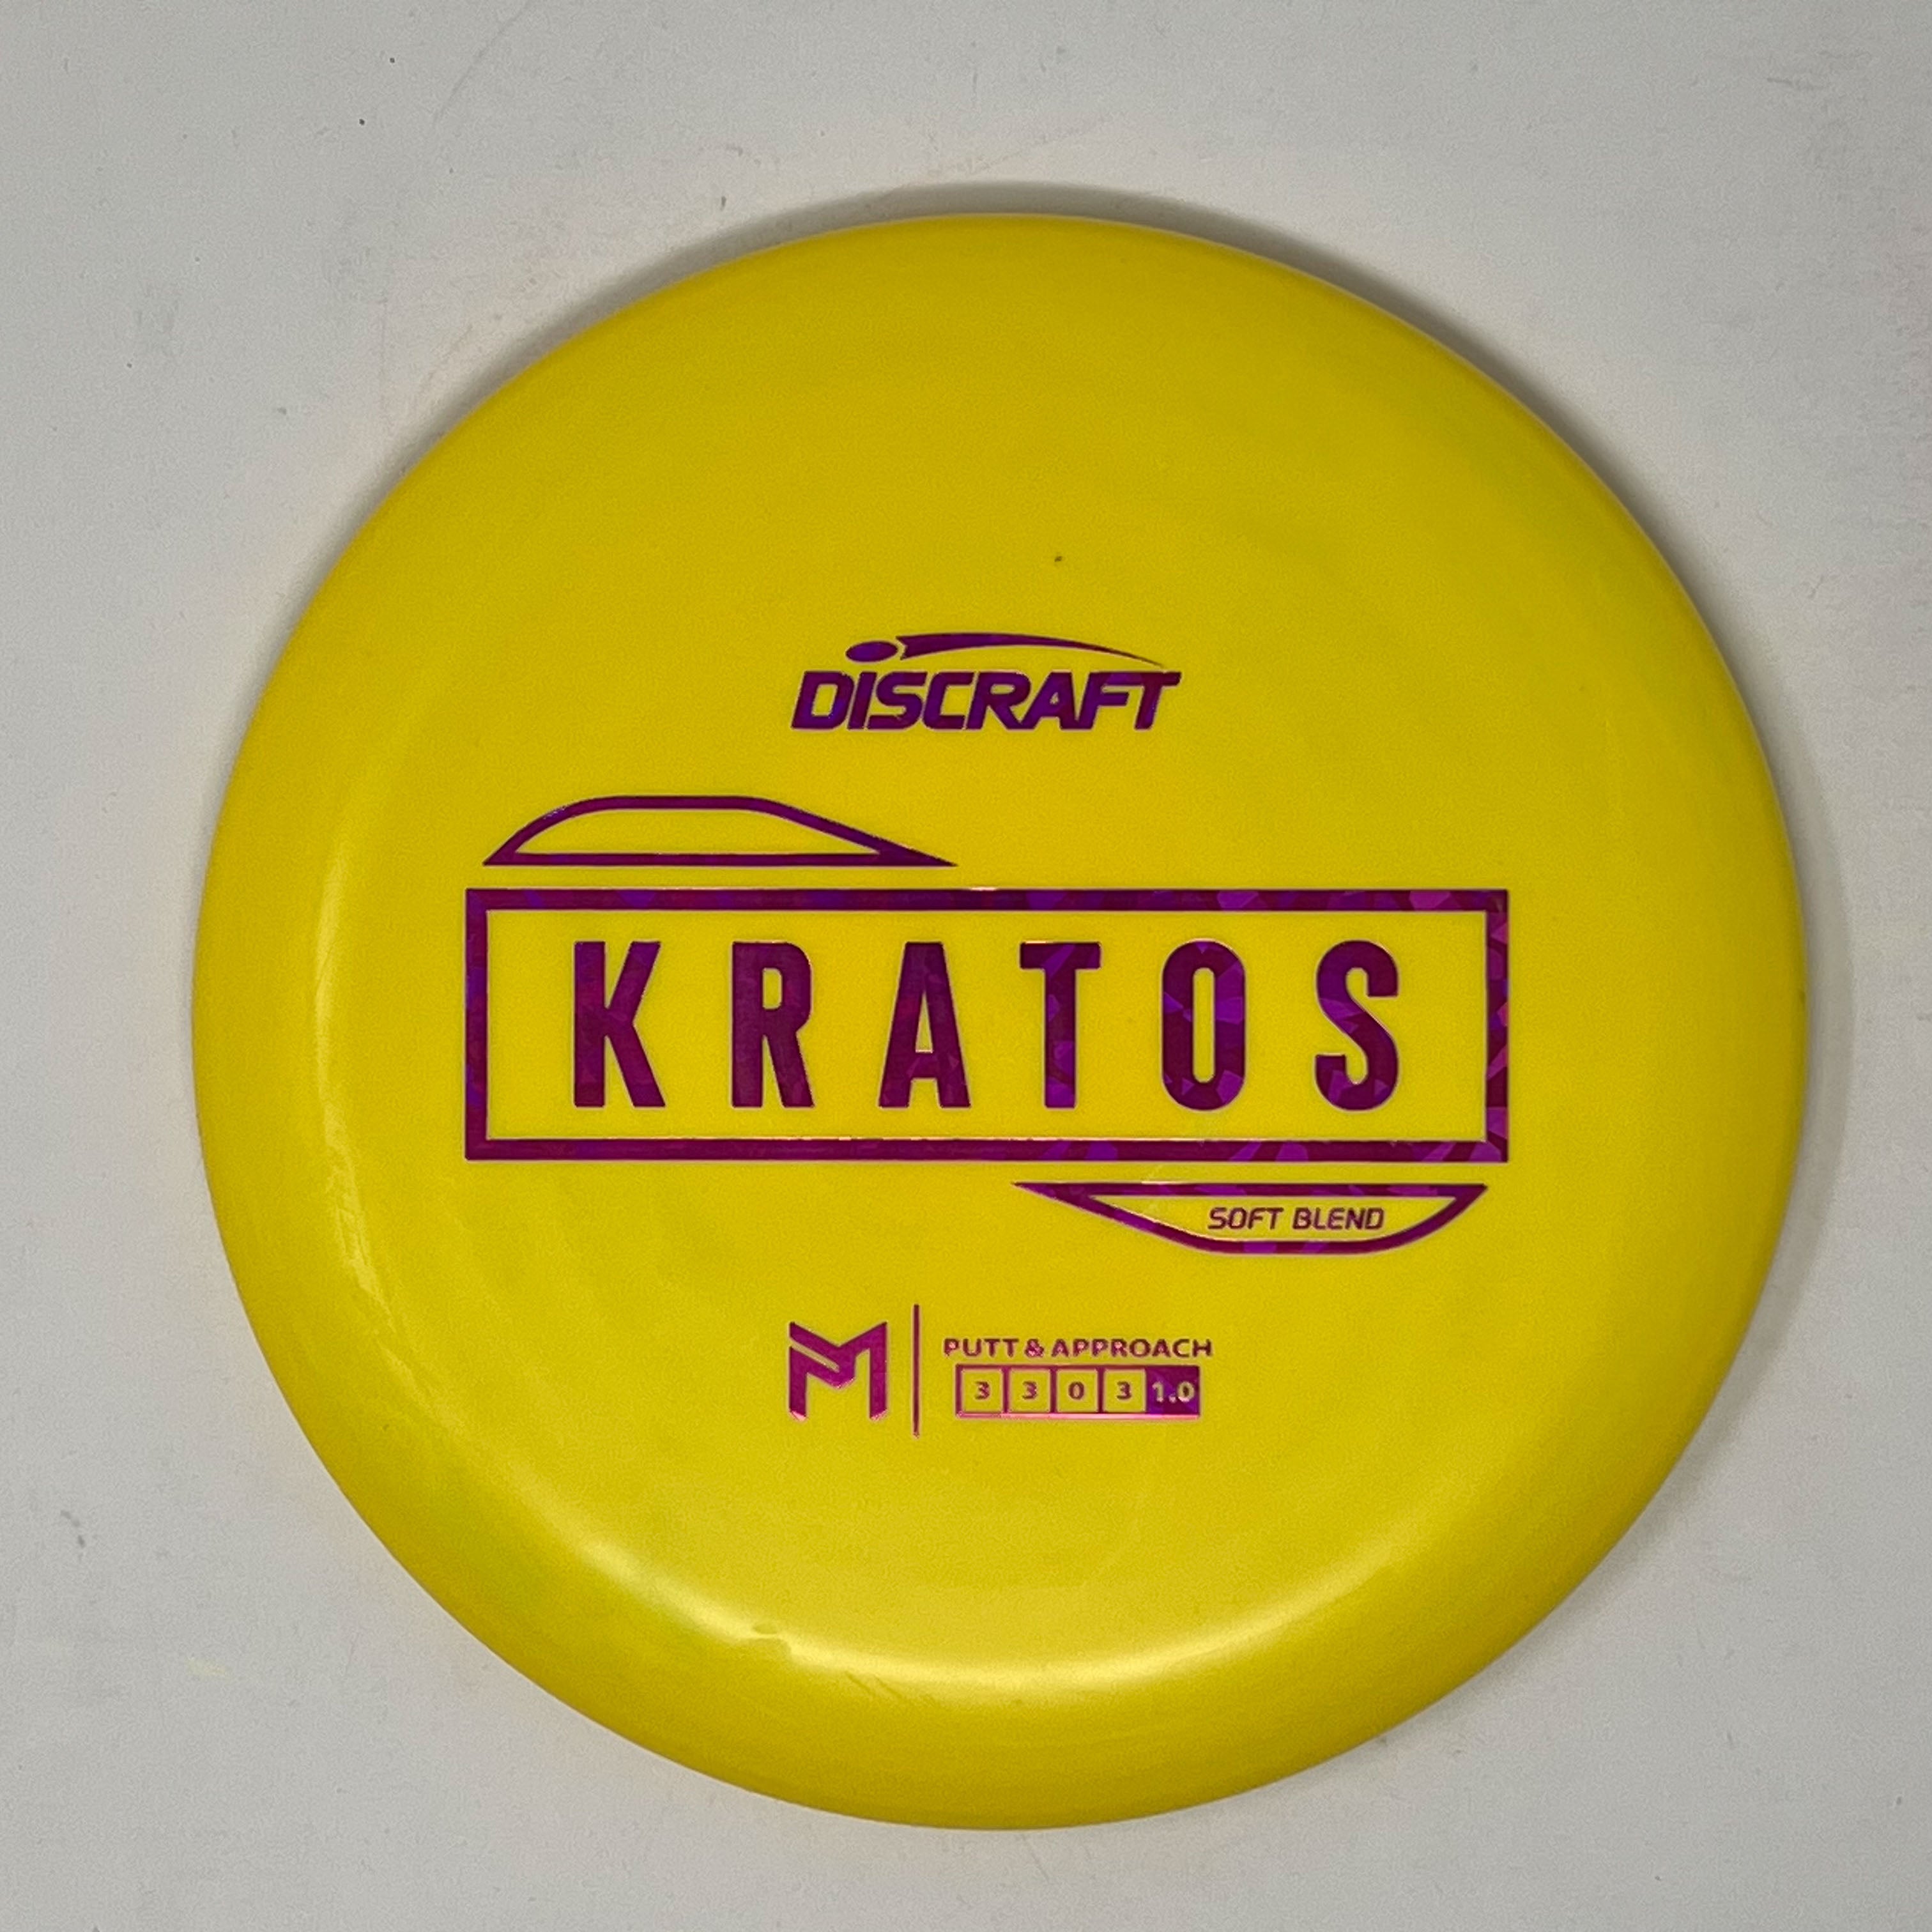 DISCRAFT
KRATOS
SOFT BLEND
PUTT & APPROACH
3 3 0 3 1.0